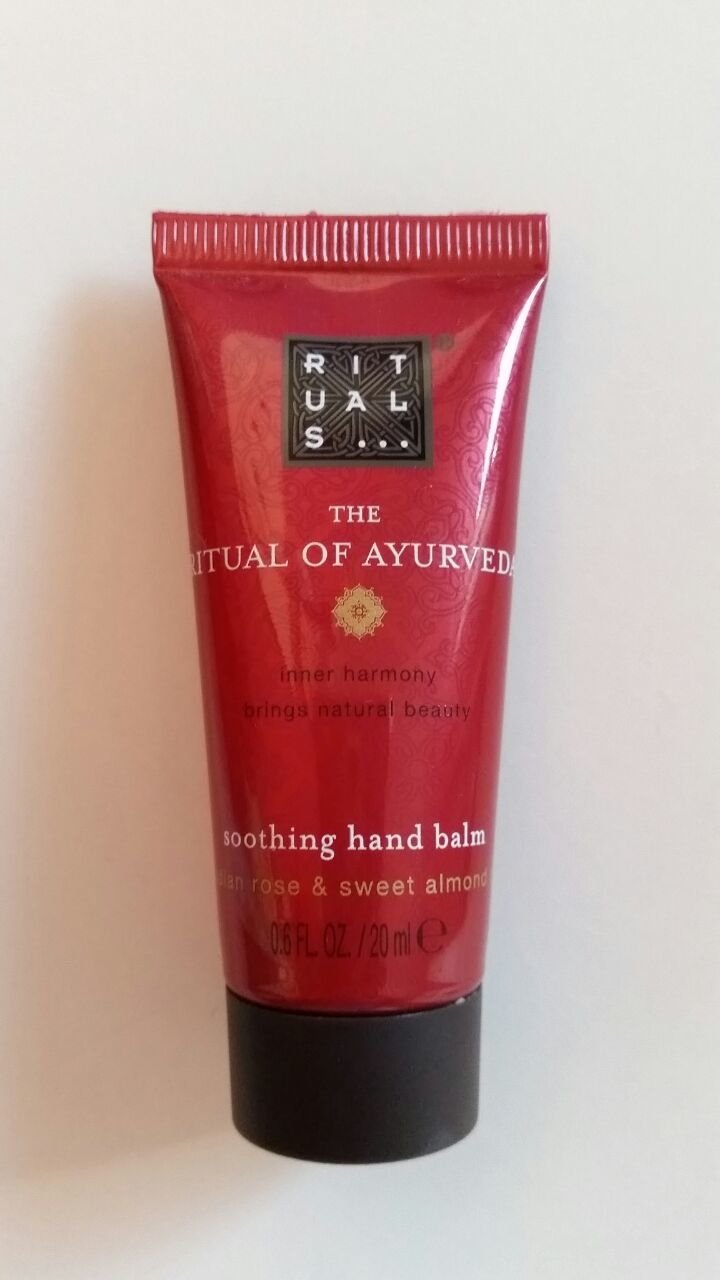 RIT
UAL
S...
®
THE
RITUAL OF AYURVEDA
inner harmony
brings natural beauty
soothing hand balm
rose & sweet almond
0.6 FL. OZ. / 20 ml ℮